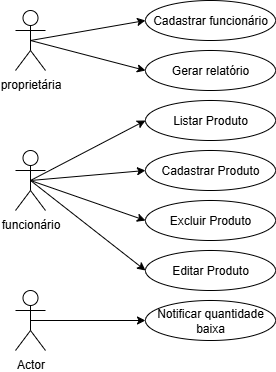 Cadastrar funcionário
Gerar relatório
proprietária
Listar Produto
Cadastrar Produto
funcionário
Excluir Produto
Editar Produto
Notificar quantidade
baixa
Actor